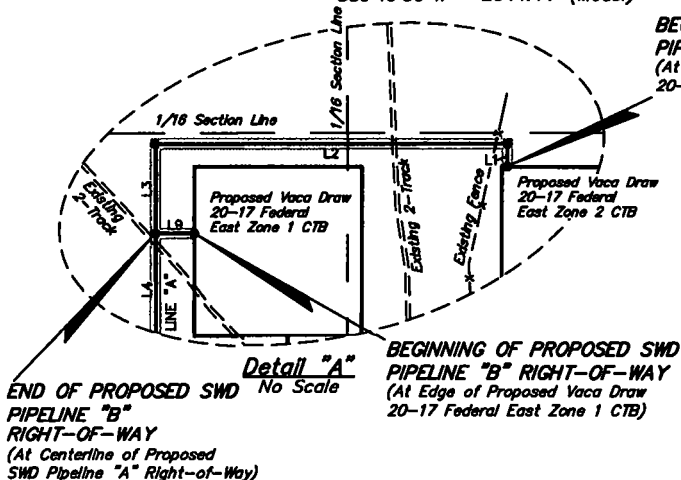 BEG
PIP
(At
20-
1/16 Section Line
1/16 Section Line
L2
L1
Existing
2-Track
L3
Proposed Vaca Draw
20-17 Federal
East Zone 1 CTB
Existing 2-Track
Existing Fence
Proposed Vaca Draw
20-17 Federal
East Zone 2 CTB
L9
L4
LINE "A"
Detail "A"
No Scale
BEGINNING OF PROPOSED SWD
PIPELINE "B" RIGHT-OF-WAY
(At Edge of Proposed Vaca Draw
20-17 Federal East Zone 1 CTB)
END OF PROPOSED SWD
PIPELINE "B"
RIGHT-OF-WAY
(At Centerline of Proposed
SWD Pipeline "A" Right-of-Way)